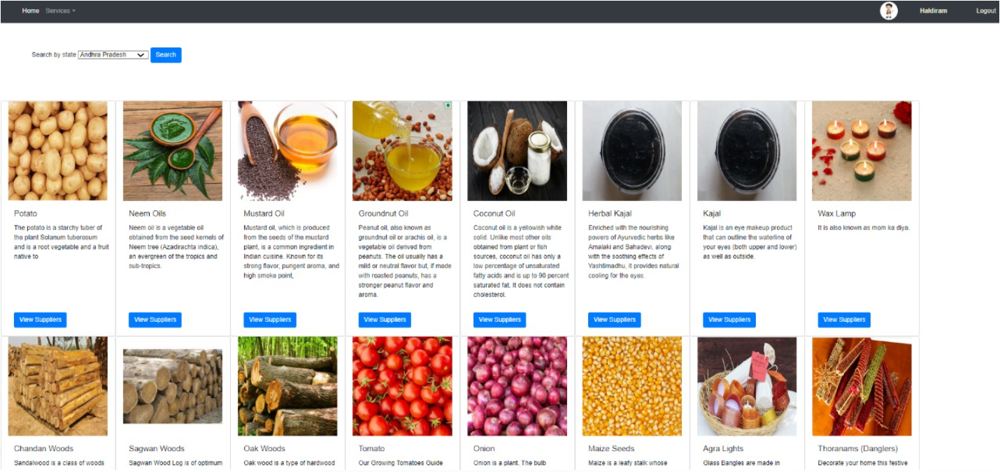 Home Services Haldiram Logout
Search by state Andhra Pradesh Search
Potato
The potato is a starchy tuber of
the plant Solanum tuberosum
and is a root vegetable and a fruit
native to
View Suppliers
Neem Oils
Neem oil is a vegetable oil
obtained from the seed kernels of
Neem tree (Azadirachta indica),
an evergreen of the tropics and
sub-tropics.
View Suppliers
Mustard Oil
Mustard oil, which is produced
from the seeds of the mustard
plant, is a common ingredient in
Indian cuisine. Known for its
strong flavor, pungent aroma, and
high smoke point,
View Suppliers
Groundnut Oil
Peanut oil, also known as
groundnut oil or arachis oil, is a
vegetable oil derived from
peanuts. The oil usually has a
mild or neutral flavor but, if made
with roasted peanuts, has a
stronger peanut flavor and
aroma.
View Suppliers
Coconut Oil
Coconut oil is a yellowish white
solid. Unlike most other oils
obtained from plant or fish
sources, coconut oil has only a
low percentage of unsaturated
fatty acids and is up to 90 percent
saturated fat. It does not contain
cholesterol.
View Suppliers
Herbal Kajal
Enriched with the nourishing
powers of Ayurvedic herbs like
Amalaki and Sahadevi, along
with the soothing effects of
Yashtimadhu, it provides natural
cooling for the eyes.
View Suppliers
Kajal
Kajal is an eye makeup product
that can outline the waterline of
your eyes (both upper and lower)
as well as outside.
View Suppliers
Wax Lamp
It is also known as mom ka diya.
View Suppliers
Chandan Woods
Sandalwood is a class of woods
Sagwan Woods
Sagwan Wood Log is of optimum
Oak Woods
Oak wood is a type of hardwood
Tomato
Our Growing Tomatoes Guide
Onion
Onion is a plant. The bulb
Maize Seeds
Maize is a leafy stalk whose
Agra Lights
Glass Bangles are made in
Thoranams (Danglers)
Decorate your home this festive